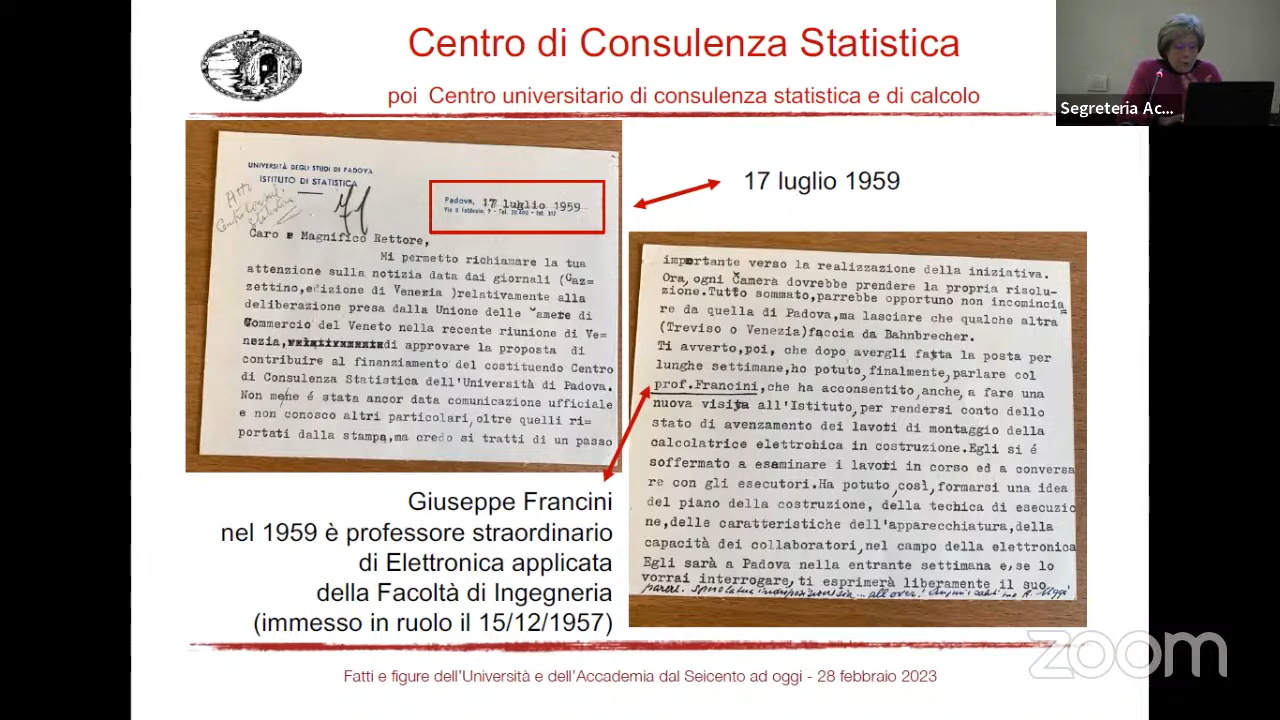 Centro di Consulenza Statistica
poi Centro universitario di consulenza statistica e di calcolo
Segreteria Ac...
UNIVERSITÀ DEGLI STUDI DI PADOVA
ISTITUTO DI STATISTICA
71
Padova, 17 luglio 1959
Caro e Magnifico Rettore,
Mi permetto richiamare la tua
attenzione sulla notizia data dai giornali (Gaz=
zettino, edizione di Venezia )relativamente alla
deliberazione presa dalla Unione delle Camere di
Commercio del Veneto nella recente riunione di Ve=
nezia, di approvare la proposta di
contribuire al finanziamento del costituendo Centro
di Consulenza Statistica dell'Università di Padova.
Non me é stata ancor data comunicazione ufficiale
e non conosco altri particolari, oltre quelli ri=
portati dalla stampa, ma credo si tratti di un passo
17 luglio 1959
importante verso la realizzazione della iniziativa.
Ora, ogni Camera dovrebbe prendere la propria risolu-
zione. Tutto sommato, parrebbe opportuno non incomincia=
re da quella di Padova, ma lasciare che qualche altra
(Treviso o Venezia) faccia da Bahnbrecher.
Ti avverto, poi, che dopo avergli fatta la posta per
lunghe settimane, ho potuto, finalmente, parlare col
prof. Francini, che ha acconsentito, anche, a fare una
nuova visita all'Istituto, per rendersi conto dello
stato di avenzamento dei lavoti di montaggio della
calcolatrice elettronica in costruzione. Egli si é
soffermato a esaminare i lavori in corso ed a conversa
re con gli esecutori. Ha potuto, così, formarsi una idea
del piano della costruzione, della techica di esecuzio
ne, delle caratteristiche dell'apparecchiatura, della
capacità dei collaboratori, nel campo della elettronica
Egli sarà a Padova nella entrante settimana e, se lo
vorrai interrogare, ti esprimerà liberamente il suo
Giuseppe Francini
nel 1959 è professore straordinario
di Elettronica applicata
della Facoltà di Ingegneria
(immesso in ruolo il 15/12/1957)
zoom
Fatti e figure dell'Università e dell'Accademia dal Seicento ad oggi - 28 febbraio 2023